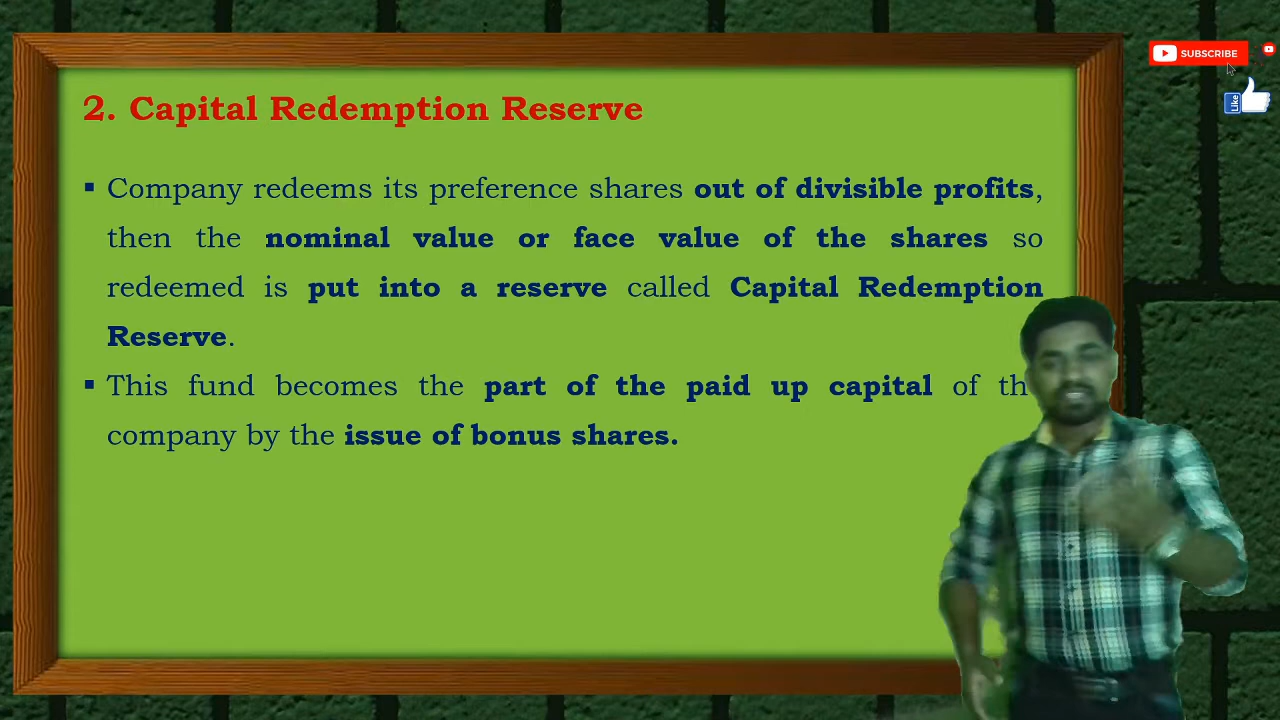 SUBSCRIBE
Like
2. Capital Redemption Reserve
▪ Company redeems its preference shares out of divisible profits,
then the nominal value or face value of the shares so
redeemed is put into a reserve called Capital Redemption
Reserve.
▪ This fund becomes the part of the paid up capital of th
company by the issue of bonus shares.